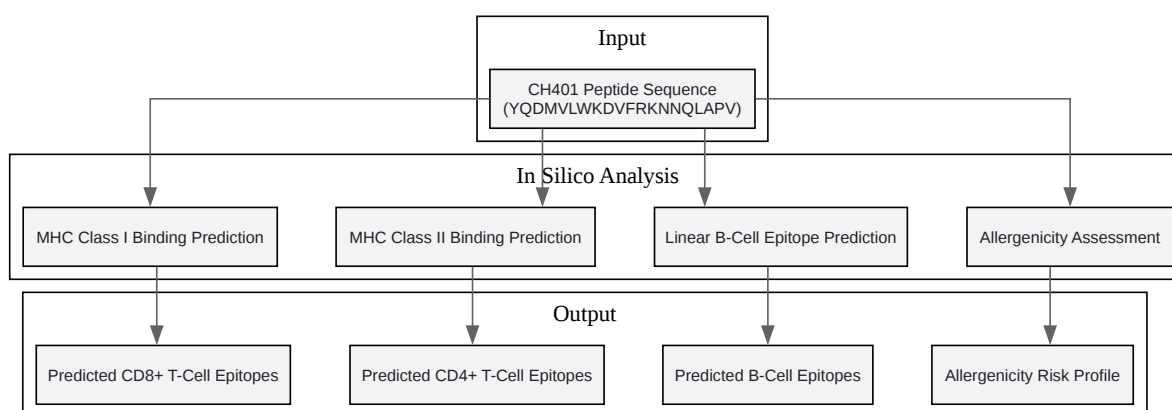 Input
CH401 Peptide Sequence
(YQDMVLWKDVFRKNNQLAPV)
In Silico Analysis
MHC Class I Binding Prediction
MHC Class II Binding Prediction
Linear B-Cell Epitope Prediction
Allergenicity Assessment
Output
Predicted CD8+ T-Cell Epitopes
Predicted CD4+ T-Cell Epitopes
Predicted B-Cell Epitopes
Allergenicity Risk Profile